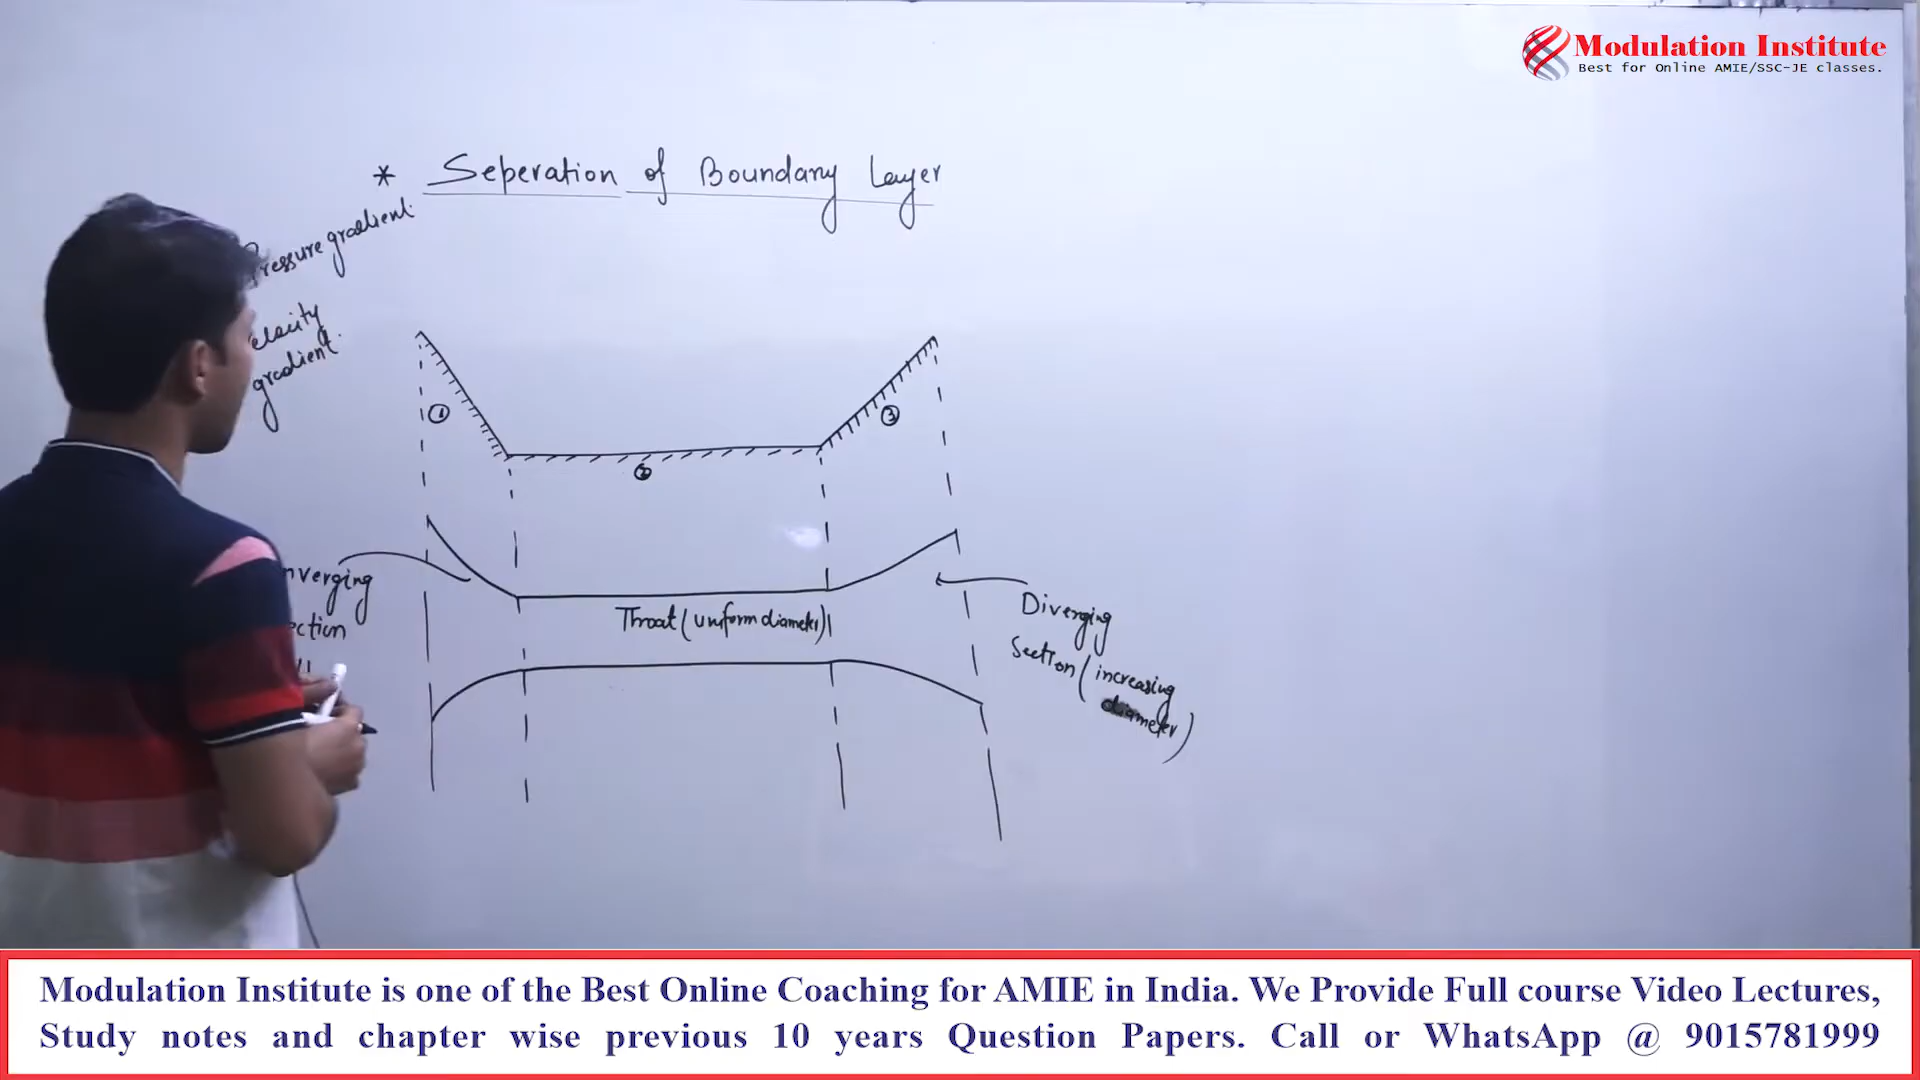 Modulation Institute
Best for Online AMIE/SSC-JE classes.
* Seperation of Boundary Layer
Pressure gradient
elocity
gradient
①
②
③
nverging
ection
Throat (uniform diameter)
Diverging
Section (increasing
diameter)
Modulation Institute is one of the Best Online Coaching for AMIE in India. We Provide Full course Video Lectures,
Study notes and chapter wise previous 10 years Question Papers. Call or WhatsApp @ 9015781999